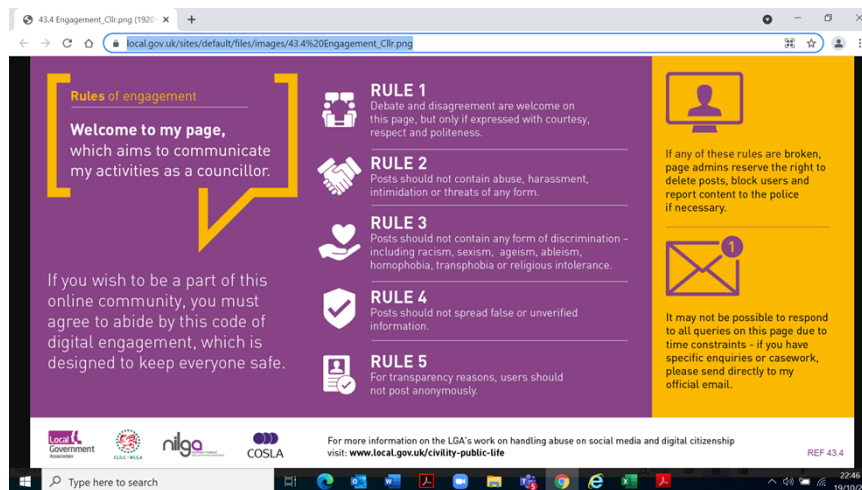 43.4 Engagement_Cllr.png (1920
local.gov.uk/sites/default/files/images/43.4%20Engagement_Cllr.png
Rules of engagement
Welcome to my page,
which aims to communicate
my activities as a councillor.
If you wish to be a part of this
online community, you must
agree to abide by this code of
digital engagement, which is
designed to keep everyone safe.
RULE 1
Debate and disagreement are welcome on
this page, but only if expressed with courtesy,
respect and politeness.
RULE 2
Posts should not contain abuse, harassment,
intimidation or threats of any form.
RULE 3
Posts should not contain any form of discrimination –
including racism, sexism, ageism, ableism,
homophobia, transphobia or religious intolerance.
RULE 4
Posts should not spread false or unverified
information.
RULE 5
For transparency reasons, users should
not post anonymously.
If any of these rules are broken,
page admins reserve the right to
delete posts, block users and
report content to the police
if necessary.
1
It may not be possible to respond
to all queries on this page due to
time constraints - if you have
specific enquiries or casework,
please send directly to my
official email.
Local
Government
Association
CLILC • WLGA
nilga
COSLA
For more information on the LGA's work on handling abuse on social media and digital citizenship
visit: www.local.gov.uk/civility-public-life
REF 43.4
Type here to search
22:46
19/10/2